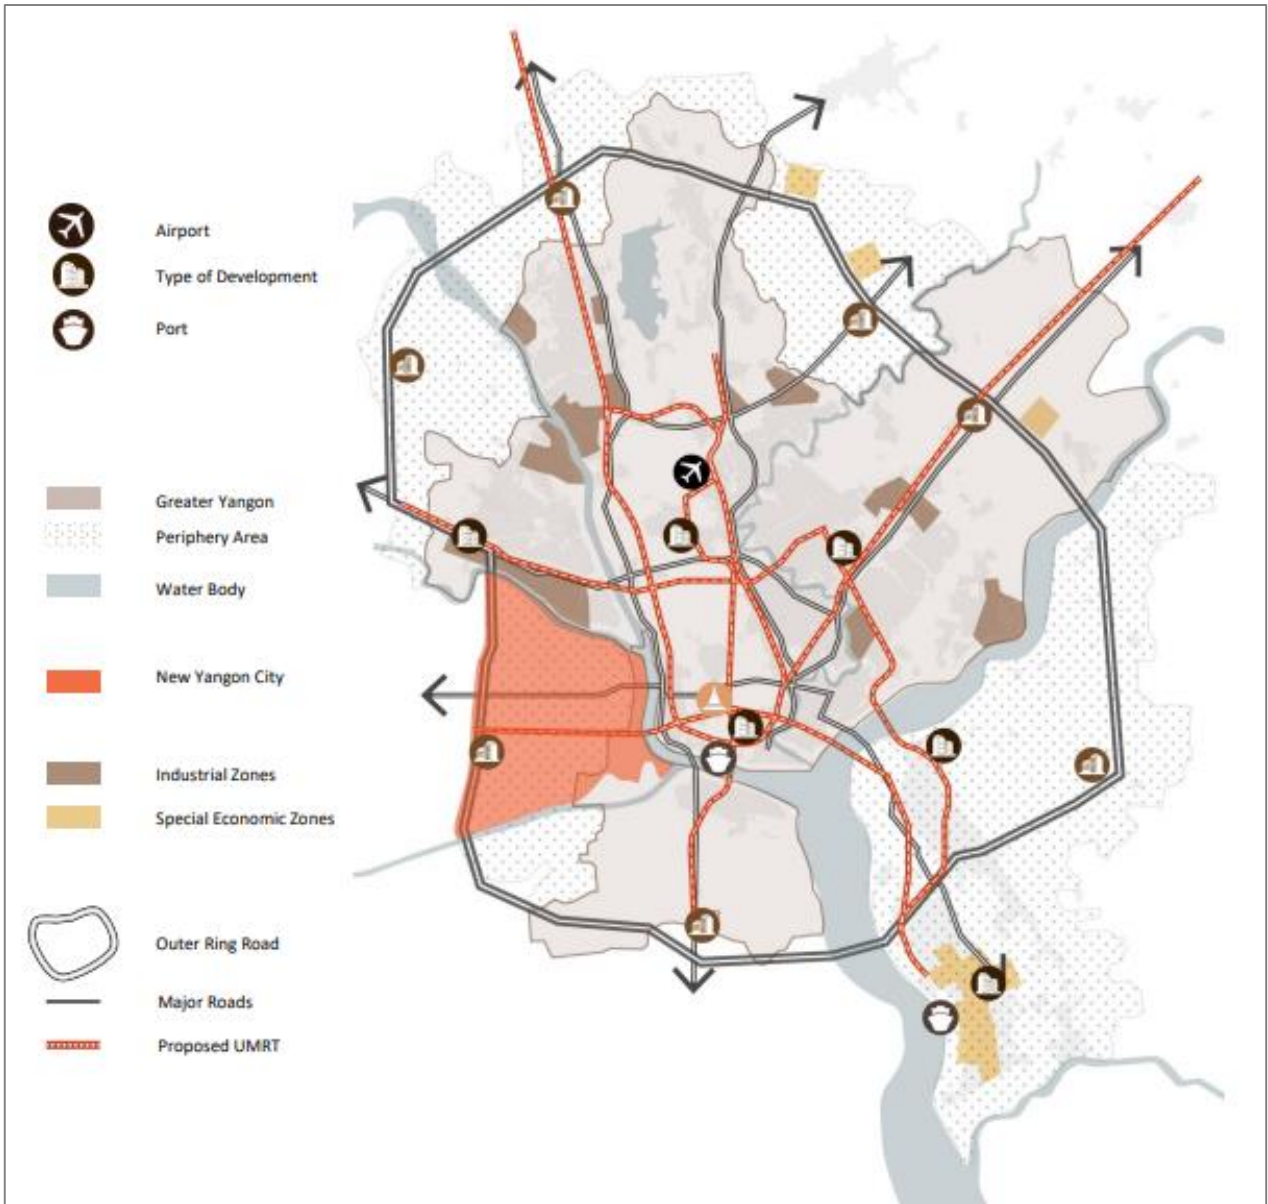 Airport
Type of Development
Port
Greater Yangon
Periphery Area
Water Body
New Yangon City
Industrial Zones
Special Economic Zones
Outer Ring Road
Major Roads
Proposed UMRT